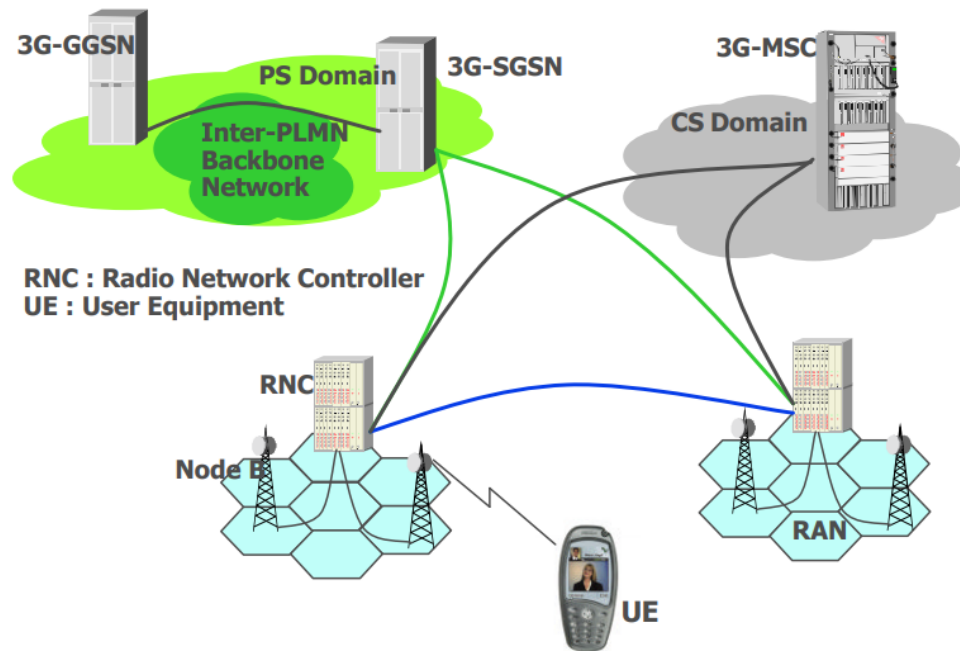 3G-GGSN
PS Domain
3G-SGSN
3G-MSC
Inter-PLMN
Backbone
Network
CS Domain
RNC : Radio Network Controller
UE : User Equipment
RNC
Node B
RAN
UE